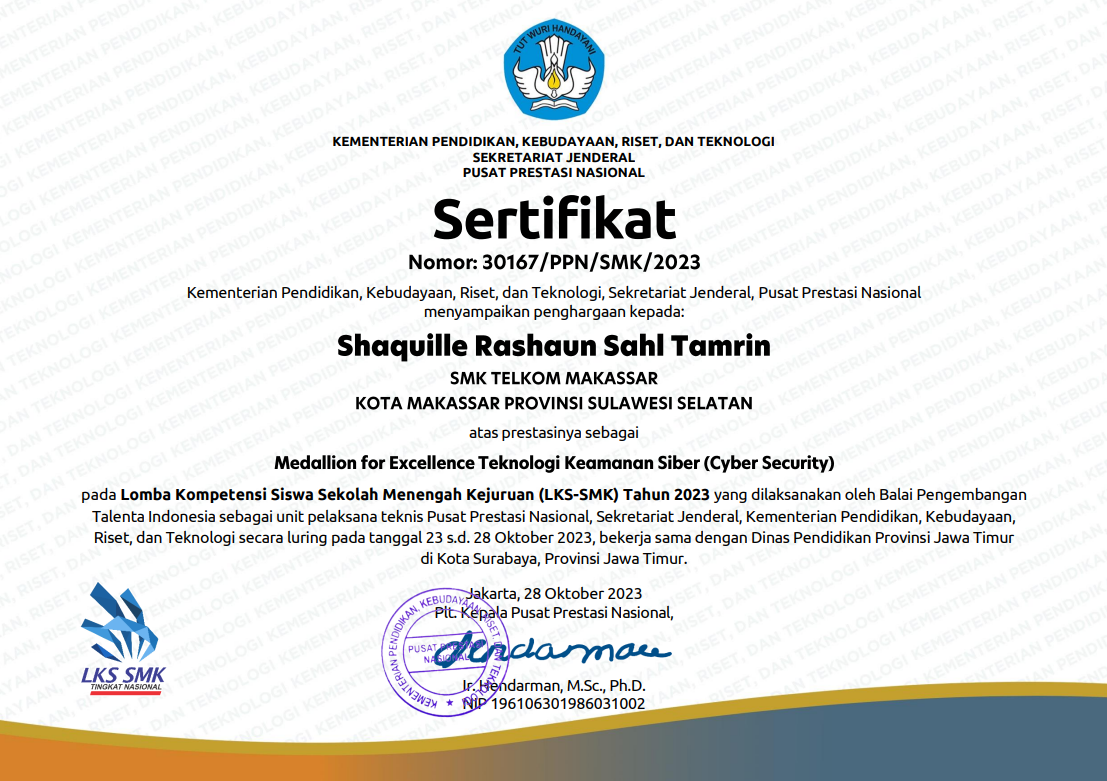 TUT WURI HANDAYANI
KEMENTERIAN PENDIDIKAN, KEBUDAYAAN, RISET, DAN TEKNOLOGI
SEKRETARIAT JENDERAL
PUSAT PRESTASI NASIONAL
Sertifikat
Nomor: 30167/PPN/SMK/2023
Kementerian Pendidikan, Kebudayaan, Riset, dan Teknologi, Sekretariat Jenderal, Pusat Prestasi Nasional
menyampaikan penghargaan kepada:
Shaquille Rashaun Sahl Tamrin
SMK TELKOM MAKASSAR
KOTA MAKASSAR PROVINSI SULAWESI SELATAN
atas prestasinya sebagai
Medallion for Excellence Teknologi Keamanan Siber (Cyber Security)
pada Lomba Kompetensi Siswa Sekolah Menengah Kejuruan (LKS-SMK) Tahun 2023 yang dilaksanakan oleh Balai Pengembangan
Talenta Indonesia sebagai unit pelaksana teknis Pusat Prestasi Nasional, Sekretariat Jenderal, Kementerian Pendidikan, Kebudayaan,
Riset, dan Teknologi secara luring pada tanggal 23 s.d. 28 Oktober 2023, bekerja sama dengan Dinas Pendidikan Provinsi Jawa Timur
di Kota Surabaya, Provinsi Jawa Timur.
Jakarta, 28 Oktober 2023
Plt. Kepala Pusat Prestasi Nasional,
KEMENTERIAN PENDIDIKAN, KEBUDAYAAN, RISET, DAN TEKNOLOGI
PUSAT PRESTASI
NASIONAL
Hendarman
Ir. Hendarman, M.Sc., Ph.D.
NIP 196106301986031002
LKS SMK
TINGKAT NASIONAL